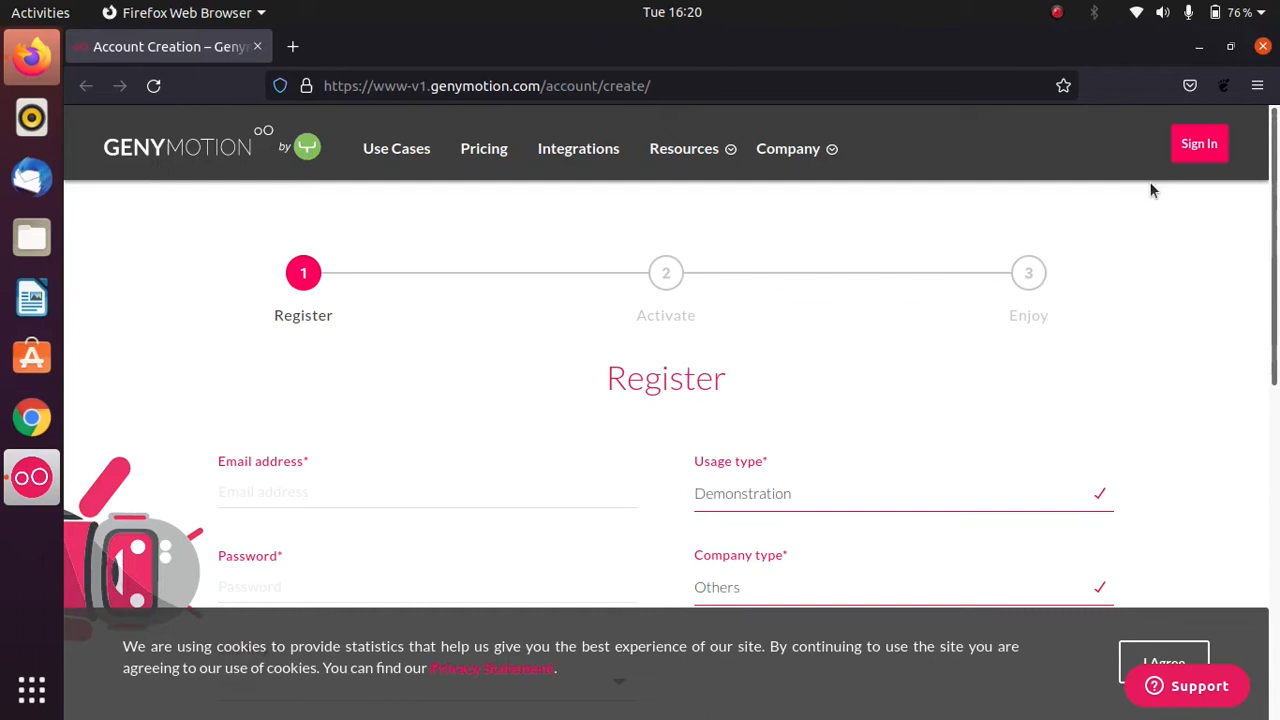 Activities
Firefox Web Browser
Tue 16:20
76 %
Account Creation – Geny
https://www-v1.genymotion.com/account/create/
GENYMOTION by
Use Cases
Pricing
Integrations
Resources
Company
Sign In
1
2
3
Register
Activate
Enjoy
Register
Email address*
Usage type*
Email address
Demonstration
Password*
Company type*
Password
Others
We are using cookies to provide statistics that help us give you the best experience of our site. By continuing to use the site you are
agreeing to our use of cookies. You can find our Privacy Statement.
I Agree
Support